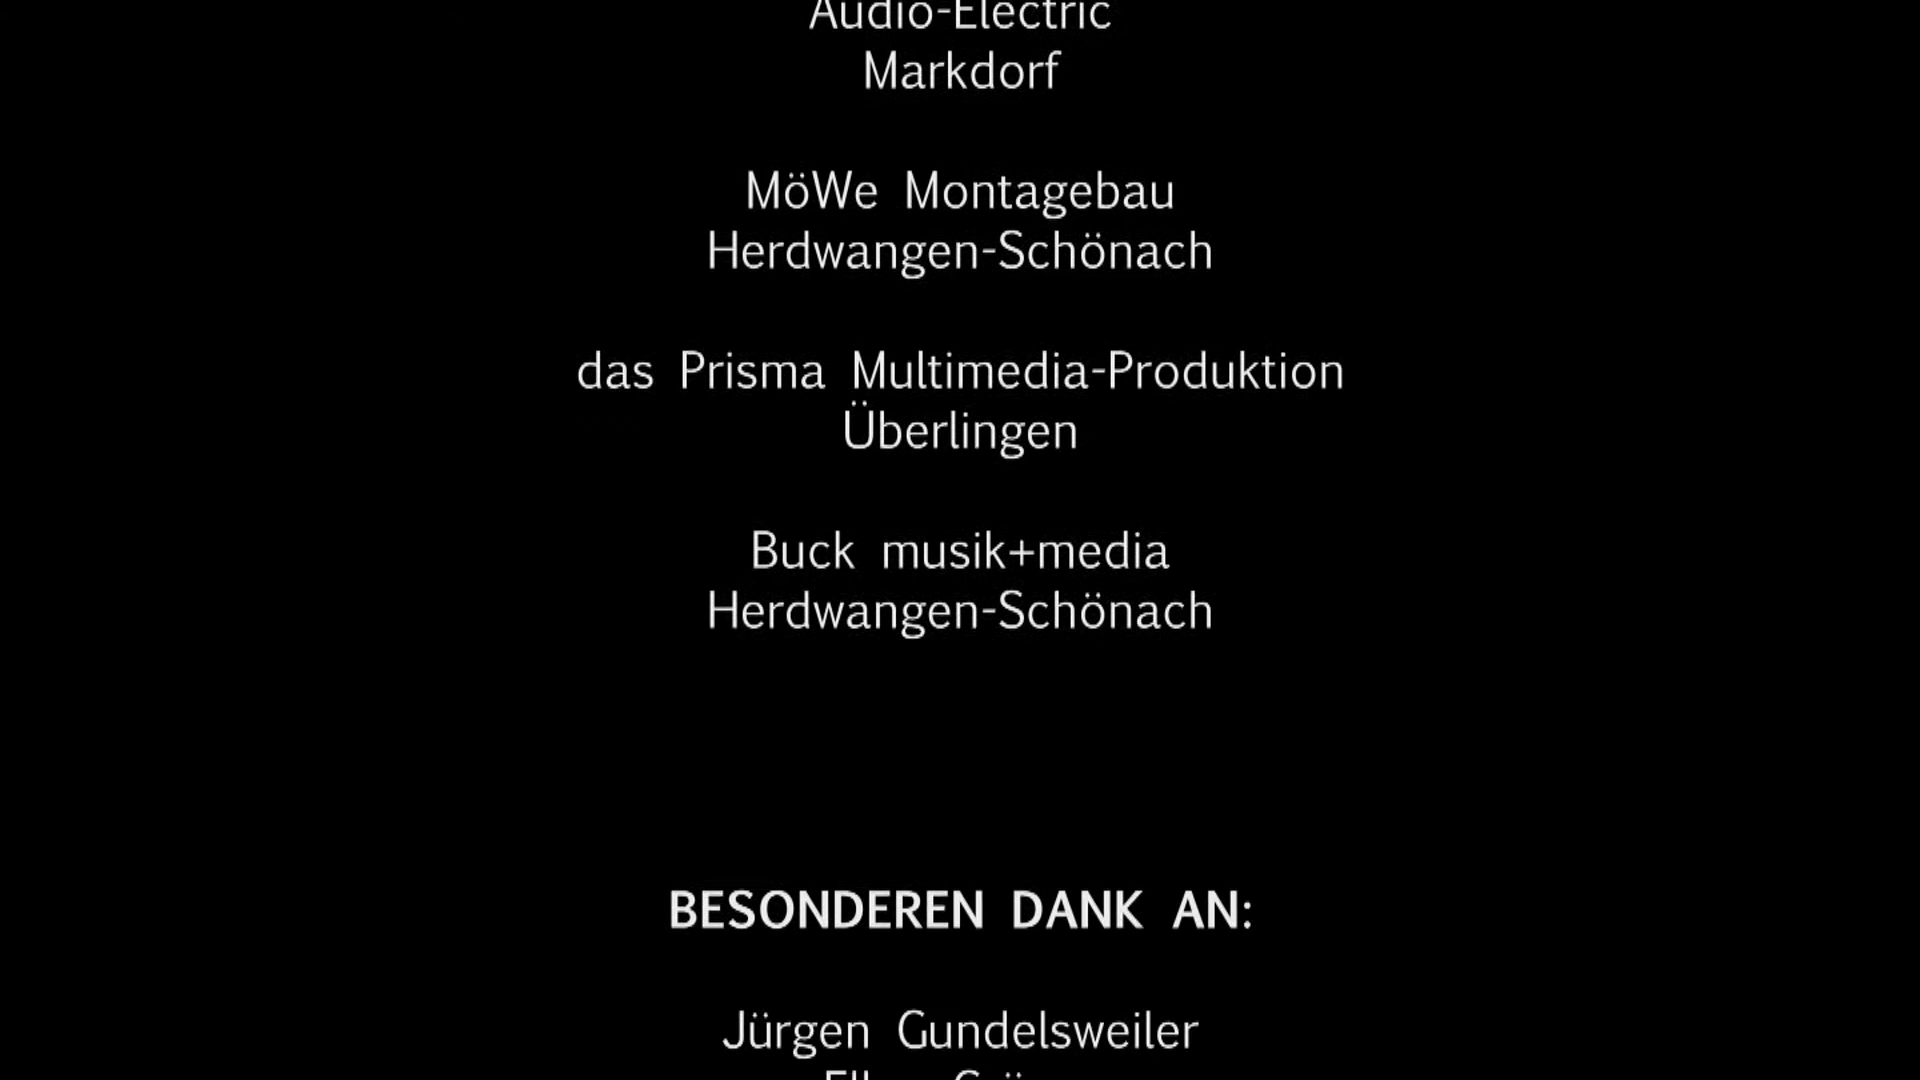 Audio-Electric
Markdorf
MöWe Montagebau
Herdwangen-Schönach
das Prisma Multimedia-Produktion
Überlingen
Buck musik+media
Herdwangen-Schönach
BESONDEREN DANK AN:
Jürgen Gundelsweiler